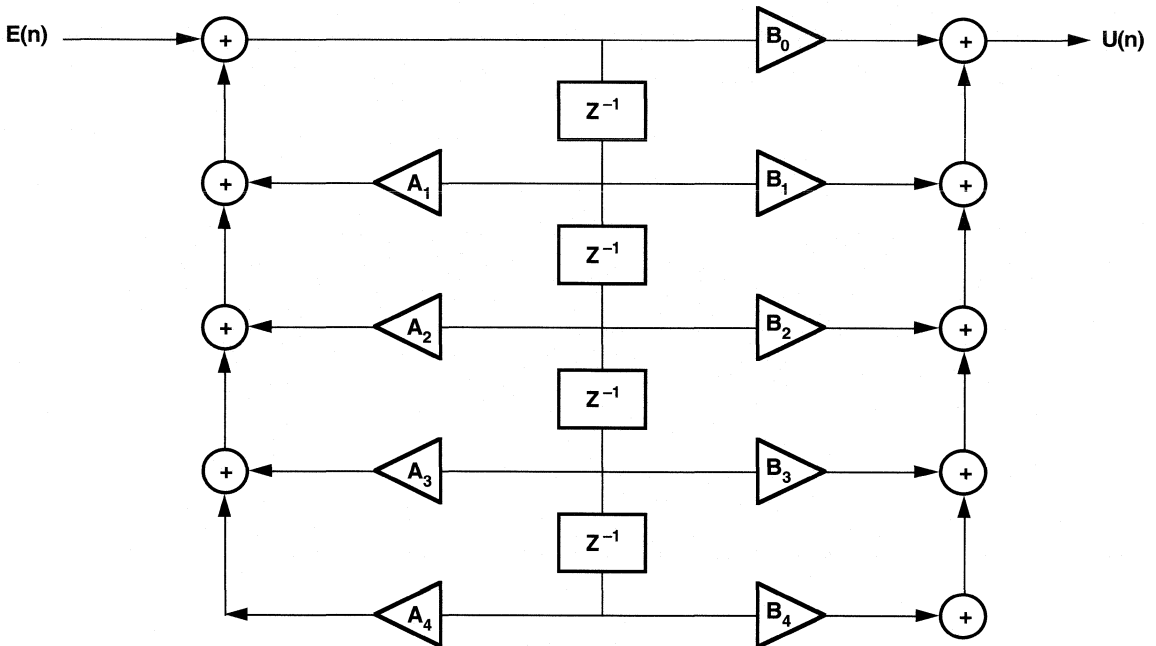 E(n) + B₀ + U(n)
Z⁻¹
+ A₁ B₁ +
Z⁻¹
+ A₂ B₂ +
Z⁻¹
+ A₃ B₃ +
Z⁻¹
A₄ B₄ +